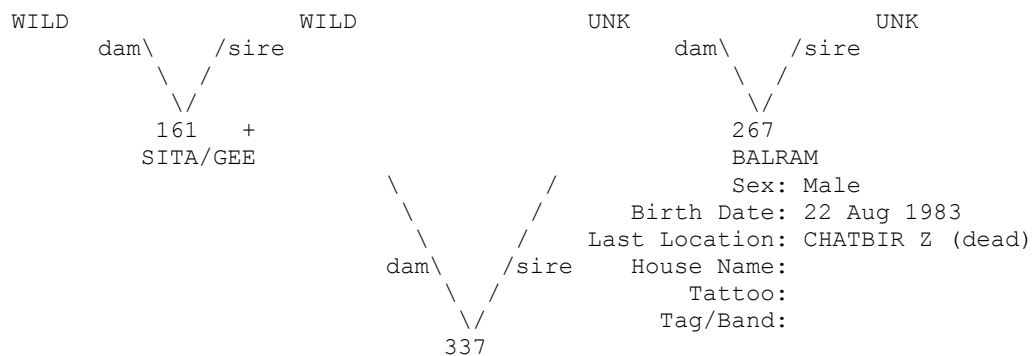 WILD WILD UNK UNK
dam\ /sire dam\ /sire
\ / \ /
\/ \/
161 + 267
SITA/GEE BALRAM
\ / Sex: Male
\ / Birth Date: 22 Aug 1983
\ / Last Location: CHATBIR Z (dead)
dam\ /sire House Name:
\ / Tattoo:
\/ Tag/Band:
337